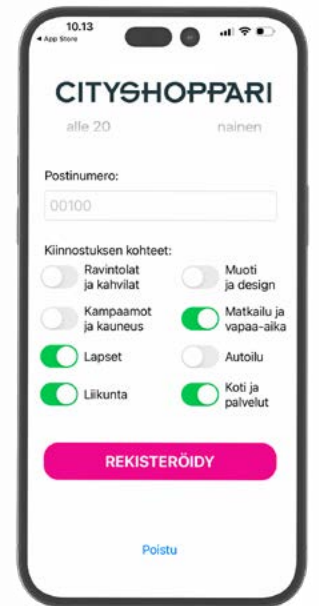 10.13
◀ App Store
CITYSHOPPARI
alle 20
nainen
Postinumero:
00100
Kiinnostuksen kohteet:
Ravintolat
ja kahvilat
Muoti
ja design
Kampaamot
ja kauneus
Matkailu ja
vapaa-aika
Lapset
Autoilu
Liikunta
Koti ja
palvelut
REKISTERÖIDY
Poistu